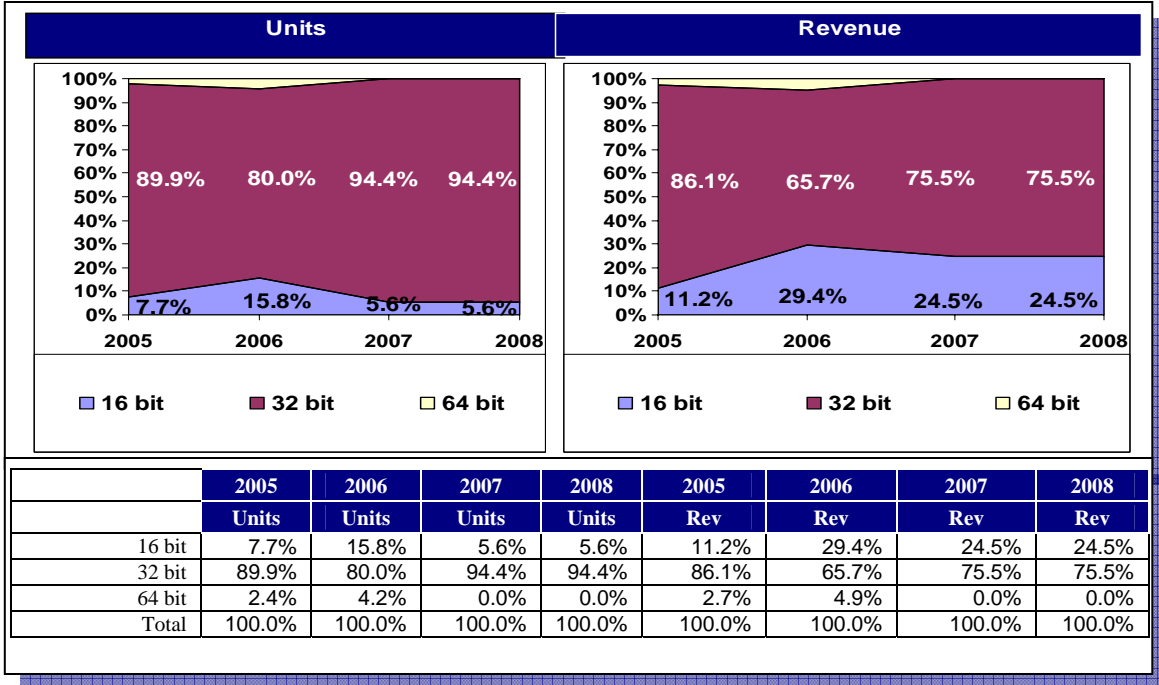 Units Revenue
100% 100%
90% 90%
80% 80%
70% 70%
60% 60%
50% 50%
40% 40%
30% 30%
20% 20%
10% 10%
0% 0%
89.9% 80.0% 94.4% 94.4% 86.1% 65.7% 75.5% 75.5%
7.7% 15.8% 5.6% 5.6% 11.2% 29.4% 24.5% 24.5%
2005 2006 2007 2008 2005 2006 2007 2008
16 bit 32 bit 64 bit 16 bit 32 bit 64 bit
2005 2006 2007 2008 2005 2006 2007 2008
Units Units Units Units Rev Rev Rev Rev
16 bit 7.7% 15.8% 5.6% 5.6% 11.2% 29.4% 24.5% 24.5%
32 bit 89.9% 80.0% 94.4% 94.4% 86.1% 65.7% 75.5% 75.5%
64 bit 2.4% 4.2% 0.0% 0.0% 2.7% 4.9% 0.0% 0.0%
Total 100.0% 100.0% 100.0% 100.0% 100.0% 100.0% 100.0% 100.0%